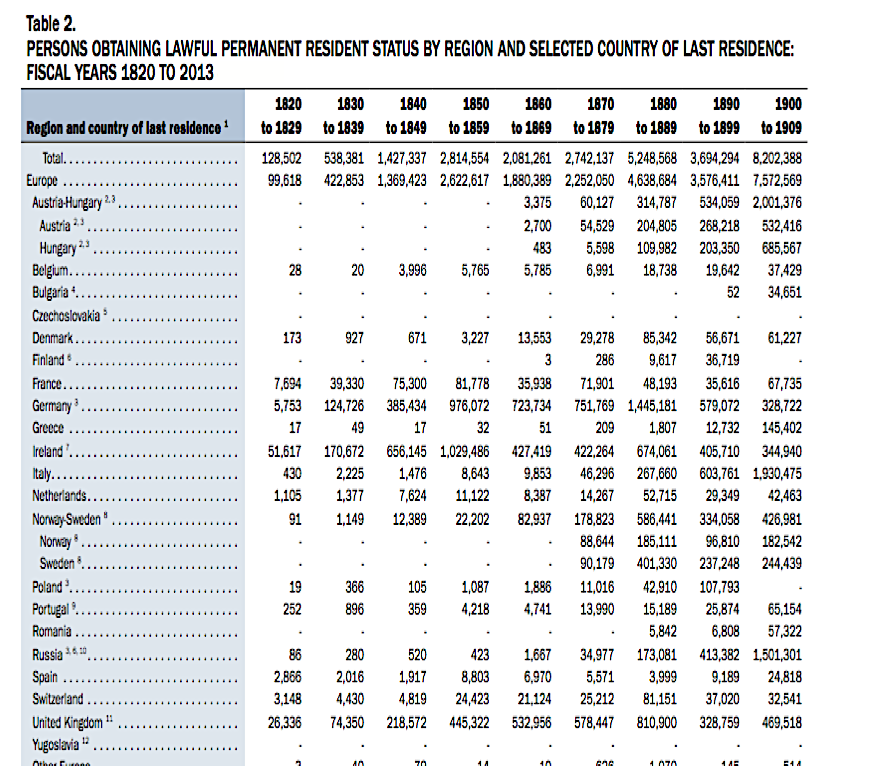 Table 2.
PERSONS OBTAINING LAWFUL PERMANENT RESIDENT STATUS BY REGION AND SELECTED COUNTRY OF LAST RESIDENCE:
FISCAL YEARS 1820 TO 2013
1820 1830 1840 1850 1860 1870 1880 1890 1900
Region and country of last residence 1 to 1829 to 1839 to 1849 to 1859 to 1869 to 1879 to 1889 to 1899 to 1909
Total. 128,502 538,381 1,427,337 2,814,554 2,081,261 2,742,137 5,248,568 3,694,294 8,202,388
Europe 99,618 422,853 1,369,423 2,622,617 1,880,389 2,252,050 4,638,684 3,576,411 7,572,569
Austria-Hungary 2,3 - - - - 3,375 60,127 314,787 534,059 2,001,376
Austria 2,3 - - - - 2,700 54,529 204,805 268,218 532,416
Hungary 2,3 - - - - 483 5,598 109,982 203,350 685,567
Belgium 28 20 3,996 5,765 5,785 6,991 18,738 19,642 37,429
Bulgaria 4 - - - - - - - 52 34,651
Czechoslovakia 5 - - - - - - - - -
Denmark 173 927 671 3,227 13,553 29,278 85,342 56,671 61,227
Finland 6 - - - - 3 286 9,617 36,719 -
France 7,694 39,330 75,300 81,778 35,938 71,901 48,193 35,616 67,735
Germany 3 5,753 124,726 385,434 976,072 723,734 751,769 1,445,181 579,072 328,722
Greece 17 49 17 32 51 209 1,807 12,732 145,402
Ireland 7 51,617 170,672 656,145 1,029,486 427,419 422,264 674,061 405,710 344,940
Italy 430 2,225 1,476 8,643 9,853 46,296 267,660 603,761 1,930,475
Netherlands 1,105 1,377 7,624 11,122 8,387 14,267 52,715 29,349 42,463
Norway-Sweden 8 91 1,149 12,389 22,202 82,937 178,823 586,441 334,058 426,981
Norway 8 - - - - - 88,644 185,111 96,810 182,542
Sweden 8 - - - - - 90,179 401,330 237,248 244,439
Poland 3 19 366 105 1,087 1,886 11,016 42,910 107,793 -
Portugal 9 252 896 359 4,218 4,741 13,990 15,189 25,874 65,154
Romania - - - - - - 5,842 6,808 57,322
Russia 3, 6, 10 86 280 520 423 1,667 34,977 173,081 413,382 1,501,301
Spain 2,866 2,016 1,917 8,803 6,970 5,571 3,999 9,189 24,818
Switzerland 3,148 4,430 4,819 24,423 21,124 25,212 81,151 37,020 32,541
United Kingdom 11 26,336 74,350 218,572 445,322 532,956 578,447 810,900 328,759 469,518
Yugoslavia 12 - - - - - - - - -
Other Europe